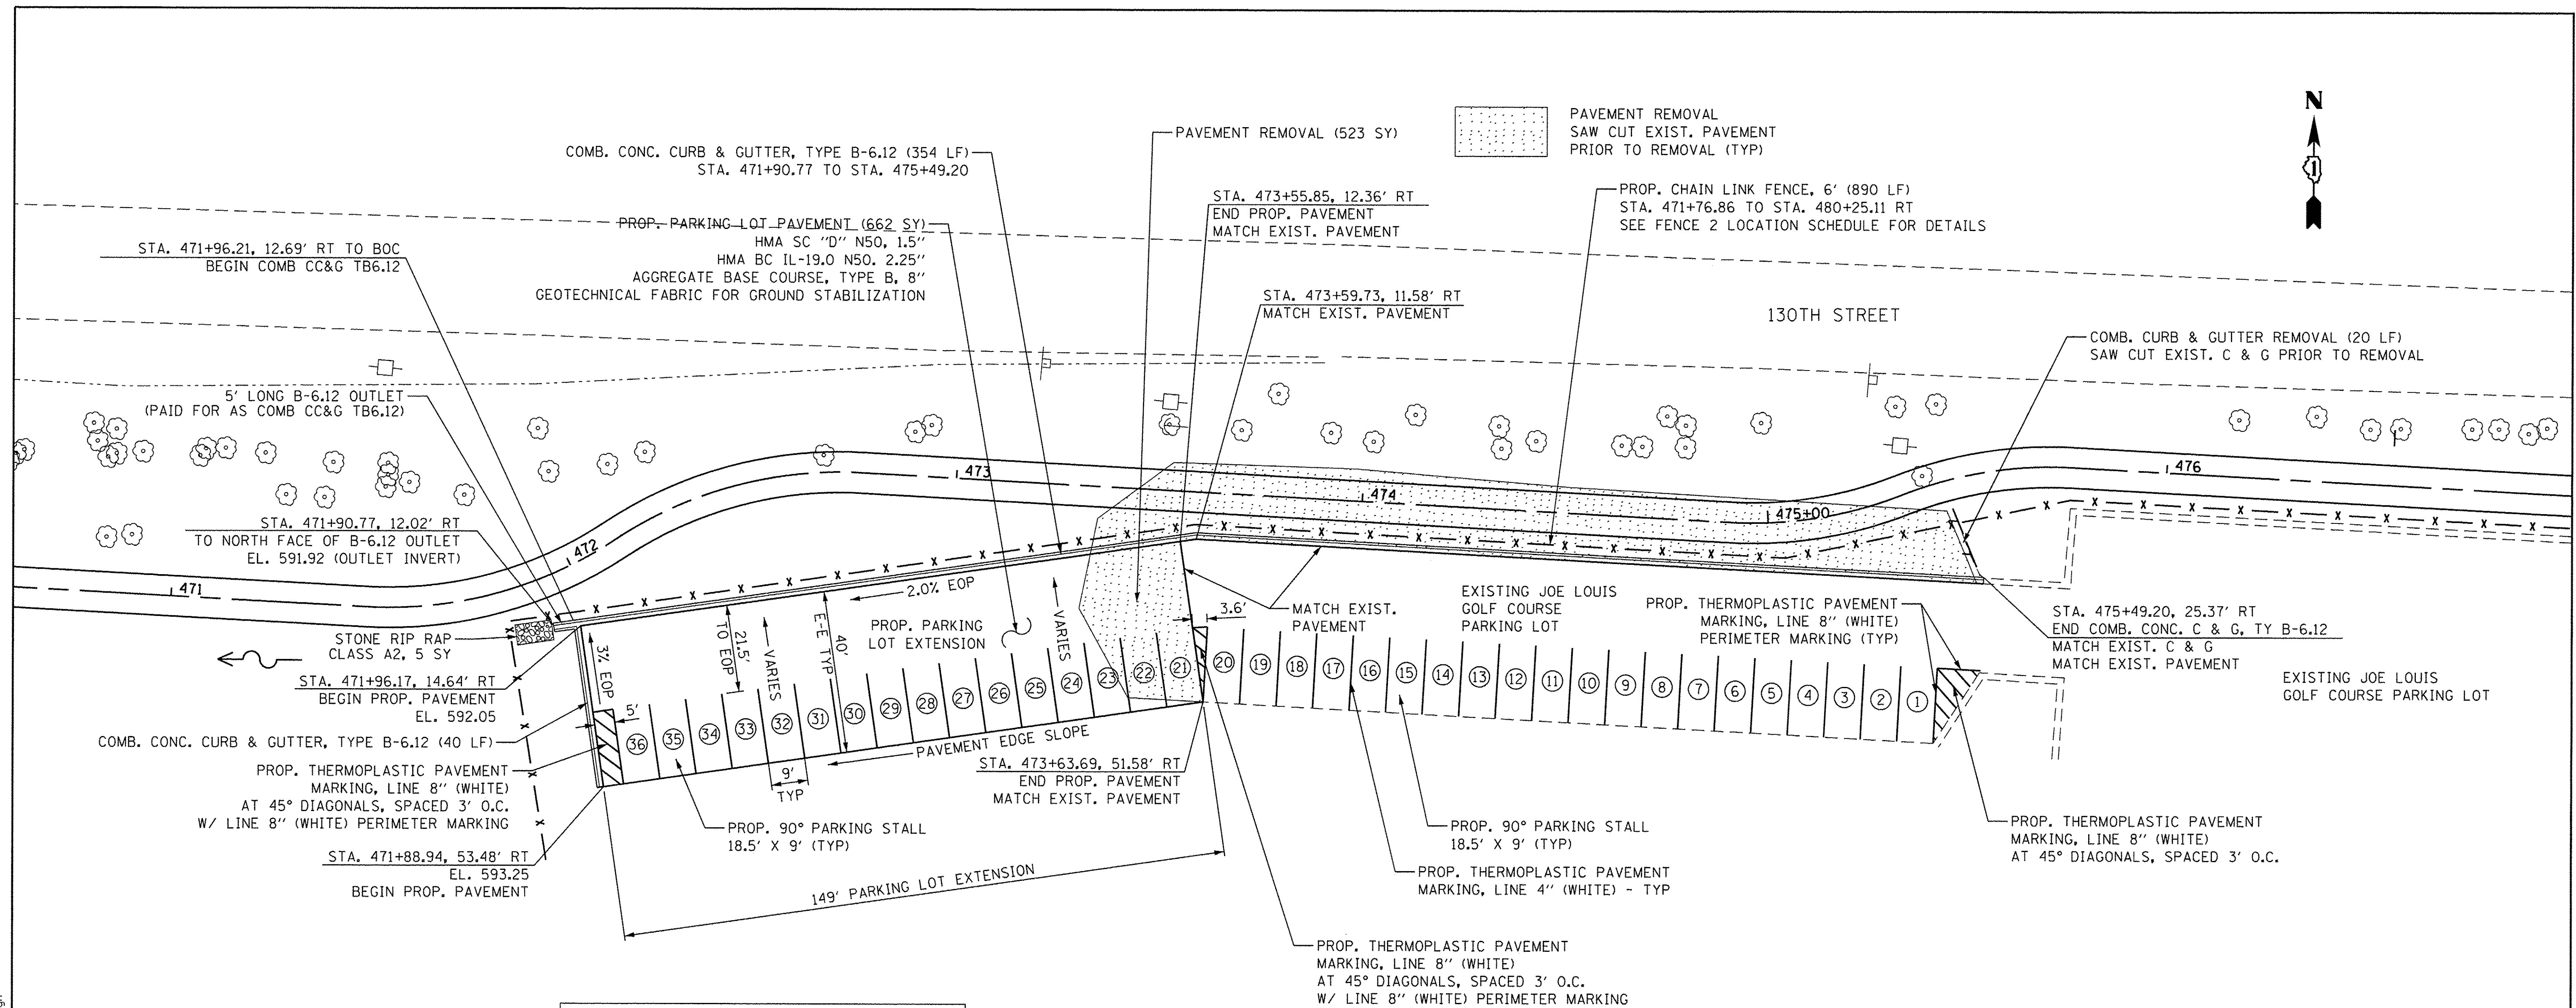 N
1
PAVEMENT REMOVAL
SAW CUT EXIST. PAVEMENT
PRIOR TO REMOVAL (TYP)
PAVEMENT REMOVAL (523 SY)
COMB. CONC. CURB & GUTTER, TYPE B-6.12 (354 LF)
STA. 471+90.77 TO STA. 475+49.20
STA. 473+55.85, 12.36' RT
END PROP. PAVEMENT
MATCH EXIST. PAVEMENT
PROP. CHAIN LINK FENCE, 6' (890 LF)
STA. 471+76.86 TO STA. 480+25.11 RT
SEE FENCE 2 LOCATION SCHEDULE FOR DETAILS
PROP. PARKING LOT PAVEMENT (662 SY)
HMA SC "D" N50, 1.5"
HMA BC IL-19.0 N50. 2.25"
AGGREGATE BASE COURSE, TYPE B, 8"
GEOTECHNICAL FABRIC FOR GROUND STABILIZATION
STA. 471+96.21, 12.69' RT TO BOC
BEGIN COMB CC&G TB6.12
STA. 473+59.73, 11.58' RT
MATCH EXIST. PAVEMENT
130TH STREET
COMB. CURB & GUTTER REMOVAL (20 LF)
SAW CUT EXIST. C & G PRIOR TO REMOVAL
5' LONG B-6.12 OUTLET
(PAID FOR AS COMB CC&G TB6.12)
STA. 471+90.77, 12.02' RT
TO NORTH FACE OF B-6.12 OUTLET
EL. 591.92 (OUTLET INVERT)
471
472
473
474
475+00
476
2.0% EOP
STONE RIP RAP
CLASS A2, 5 SY
STA. 471+96.17, 14.64' RT
BEGIN PROP. PAVEMENT
EL. 592.05
3% EOP
5'
21.5'
TO EOP
VARIES
40'
E-E TYP
PROP. PARKING
LOT EXTENSION
VARIES
3.6'
MATCH EXIST.
PAVEMENT
EXISTING JOE LOUIS
GOLF COURSE
PARKING LOT
PROP. THERMOPLASTIC PAVEMENT
MARKING, LINE 8" (WHITE)
PERIMETER MARKING (TYP)
STA. 475+49.20, 25.37' RT
END COMB. CONC. C & G, TY B-6.12
MATCH EXIST. C & G
MATCH EXIST. PAVEMENT
EXISTING JOE LOUIS
GOLF COURSE PARKING LOT
36 35 34 33 32 31 30 29 28 27 26 25 24 23 22 21 20 19 18 17 16 15 14 13 12 11 10 9 8 7 6 5 4 3 2 1
COMB. CONC. CURB & GUTTER, TYPE B-6.12 (40 LF)
PROP. THERMOPLASTIC PAVEMENT
MARKING, LINE 8" (WHITE)
AT 45° DIAGONALS, SPACED 3' O.C.
W/ LINE 8" (WHITE) PERIMETER MARKING
9'
TYP
PAVEMENT EDGE SLOPE
STA. 473+63.69, 51.58' RT
END PROP. PAVEMENT
MATCH EXIST. PAVEMENT
STA. 471+88.94, 53.48' RT
EL. 593.25
BEGIN PROP. PAVEMENT
PROP. 90° PARKING STALL
18.5' X 9' (TYP)
149' PARKING LOT EXTENSION
PROP. 90° PARKING STALL
18.5' X 9' (TYP)
PROP. THERMOPLASTIC PAVEMENT
MARKING, LINE 4" (WHITE) - TYP
PROP. THERMOPLASTIC PAVEMENT
MARKING, LINE 8" (WHITE)
AT 45° DIAGONALS, SPACED 3' O.C.
PROP. THERMOPLASTIC PAVEMENT
MARKING, LINE 8" (WHITE)
AT 45° DIAGONALS, SPACED 3' O.C.
W/ LINE 8" (WHITE) PERIMETER MARKING